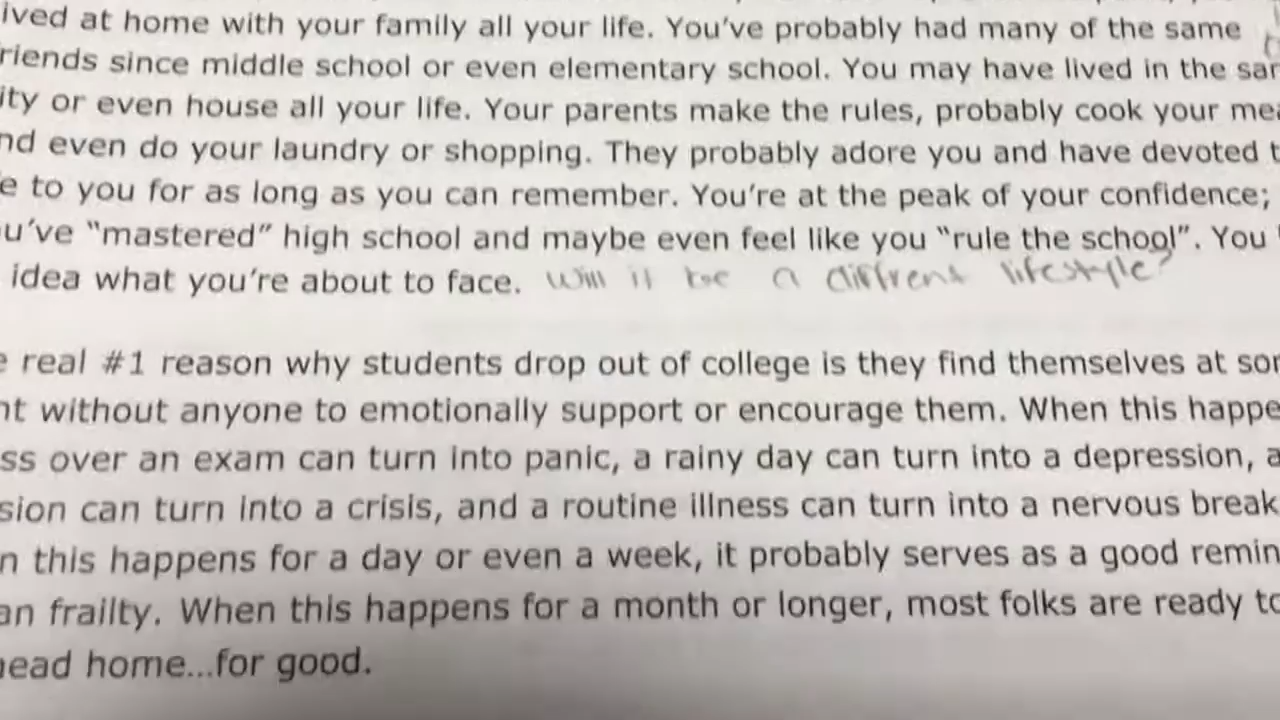 ived at home with your family all your life. You've probably had many of the same
riends since middle school or even elementary school. You may have lived in the sar
ity or even house all your life. Your parents make the rules, probably cook your mea
nd even do your laundry or shopping. They probably adore you and have devoted t
e to you for as long as you can remember. You're at the peak of your confidence;
u've "mastered" high school and maybe even feel like you "rule the school". You
idea what you're about to face. will it be a diffrent lifestyle?
e real #1 reason why students drop out of college is they find themselves at sor
nt without anyone to emotionally support or encourage them. When this happe
ss over an exam can turn into panic, a rainy day can turn into a depression, a
sion can turn into a crisis, and a routine illness can turn into a nervous break
n this happens for a day or even a week, it probably serves as a good remin
an frailty. When this happens for a month or longer, most folks are ready to
ead home...for good.